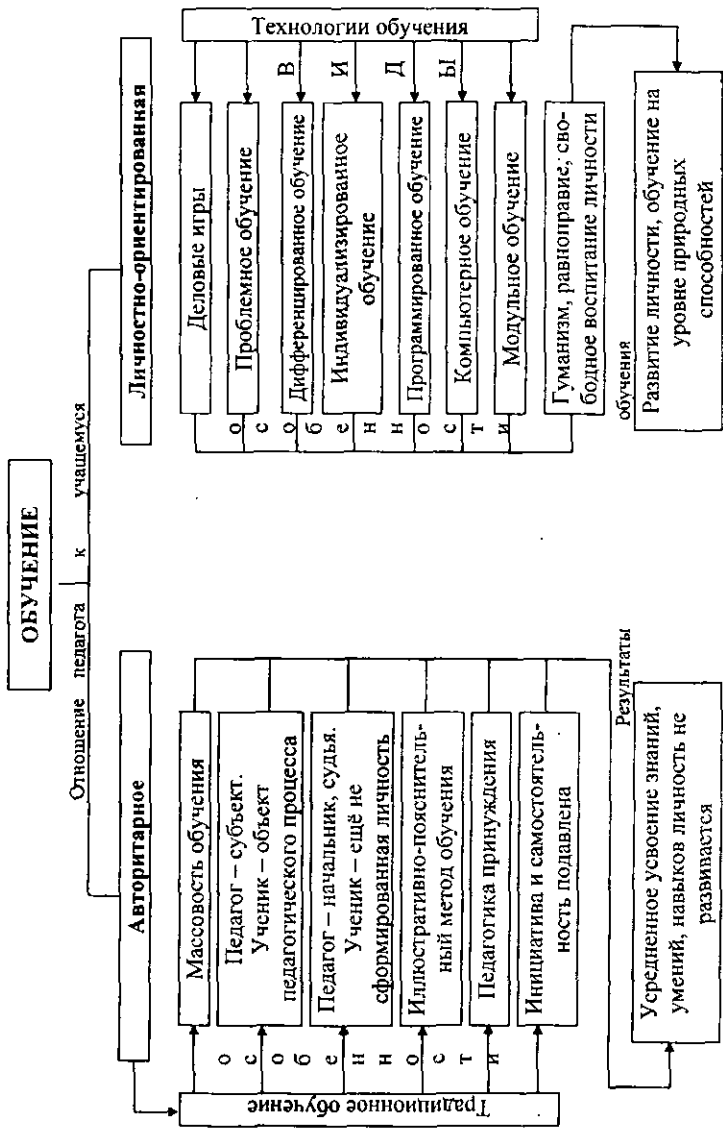 ОБУЧЕНИЕ
Отношение педагога к учащемуся
Авторитарное
Традиционное обучение
особенности
Массовость обучения
Педагог – субъект.
Ученик – объект
педагогического процесса
Педагог – начальник, судья.
Ученик – ещё не
сформированная личность
Иллюстративно-пояснитель-
ный метод обучения
Педагогика принуждения
Инициатива и самостоятель-
ность подавлена
Результаты
Усредненное усвоение знаний,
умений, навыков личность не
развивается
Личностно-ориентированная
Технологии обучения
ВИДЫ
Деловые игры
Проблемное обучение
Дифференцированное обучение
Индивидуализированное
обучение
Программированное обучение
Компьютерное обучение
Модульное обучение
особенности
Гуманизм, равноправие, сво-
бодное воспитание личности
обучения
Развитие личности, обучение на
уровне природных
способностей